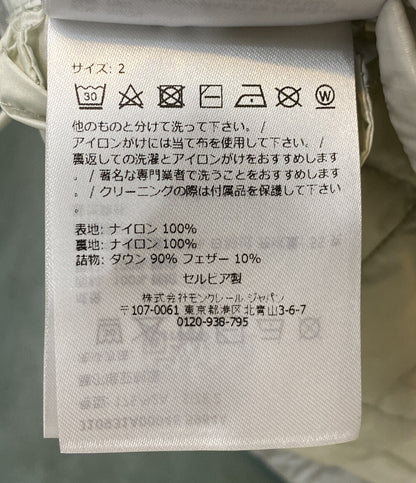 サイズ: 2
30 W
他のものと分けて洗って下さい。/
アイロンがけには当て布を使用して下さい。/
裏返しての洗濯とアイロンがけをおすすめします
。/ 著名な専門業者で洗うことをおすすめします
。/ クリーニングの際は付属品を保護して下さい
。
表地: ナイロン 100%
裏地: ナイロン 100%
詰物: ダウン 90% フェザー 10%
セルビア製
株式会社モンクレール ジャパン
〒107-0061 東京都港区北青山3-6-7
0120-938-795